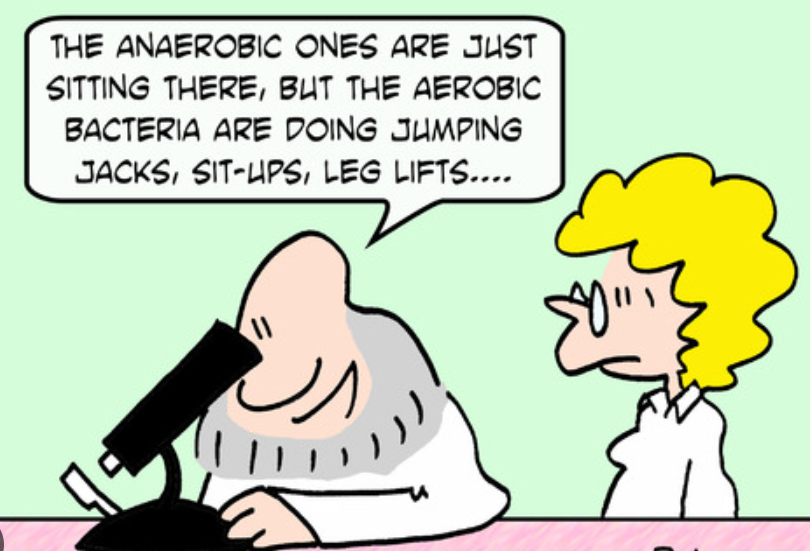 THE ANAEROBIC ONES ARE JUST
SITTING THERE, BUT THE AEROBIC
BACTERIA ARE DOING JUMPING
JACKS, SIT-UPS, LEG LIFTS....